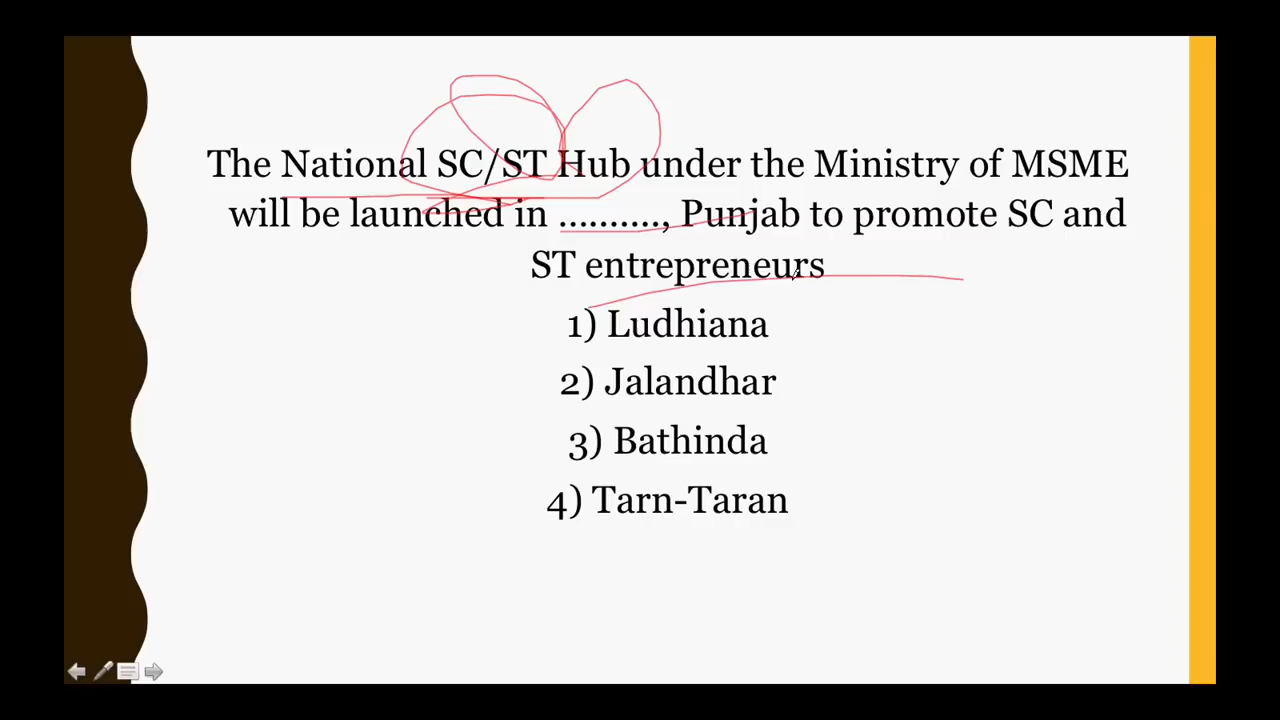 The National SC/ST Hub under the Ministry of MSME
will be launched in .........., Punjab to promote SC and
ST entrepreneurs
1) Ludhiana
2) Jalandhar
3) Bathinda
4) Tarn-Taran